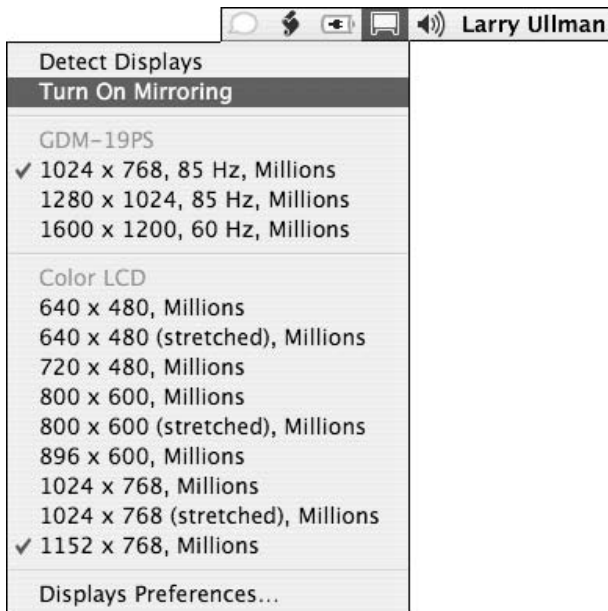 Larry Ullman
Detect Displays
Turn On Mirroring
GDM-19PS
✓ 1024 x 768, 85 Hz, Millions
1280 x 1024, 85 Hz, Millions
1600 x 1200, 60 Hz, Millions
Color LCD
640 x 480, Millions
640 x 480 (stretched), Millions
720 x 480, Millions
800 x 600, Millions
800 x 600 (stretched), Millions
896 x 600, Millions
1024 x 768, Millions
1024 x 768 (stretched), Millions
✓ 1152 x 768, Millions
Displays Preferences...